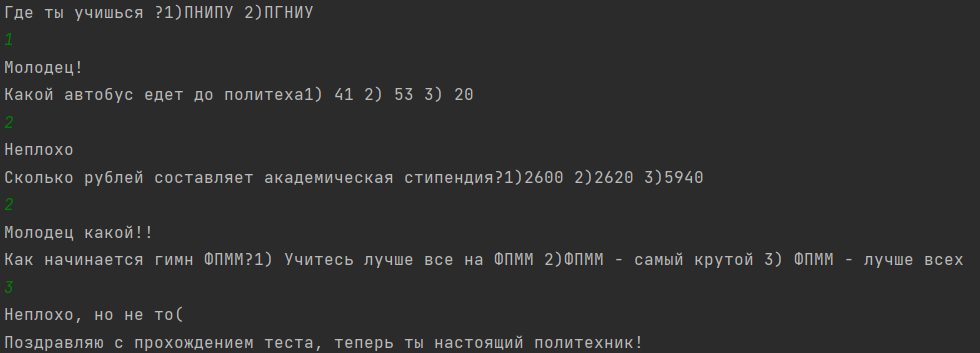 Где ты учишься ?1)ПНИПУ 2)ПГНИУ
1
Молодец!
Какой автобус едет до политеха1) 41 2) 53 3) 20
2
Неплохо
Сколько рублей составляет академическая стипендия?1)2600 2)2620 3)5940
2
Молодец какой!!
Как начинается гимн ФПММ?1) Учитесь лучше все на ФПММ 2)ФПММ - самый крутой 3) ФПММ - лучше всех
3
Неплохо, но не то(
Поздравляю с прохождением теста, теперь ты настоящий политехник!